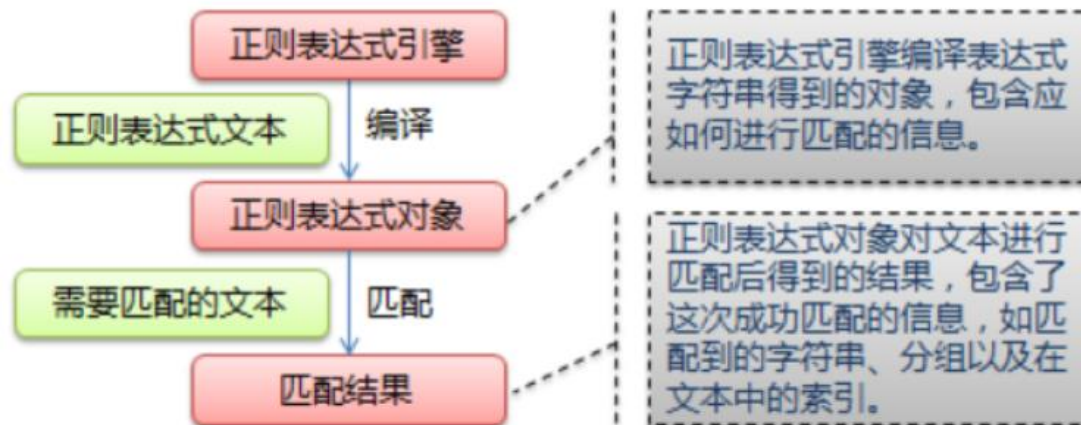 正则表达式引擎
正则表达式文本
编译
正则表达式对象
需要匹配的文本
匹配
匹配结果
正则表达式引擎编译表达式
字符串得到的对象，包含应
如何进行匹配的信息。
正则表达式对象对文本进行
匹配后得到的结果，包含了
这次成功匹配的信息，如匹
配到的字符串、分组以及在
文本中的索引。